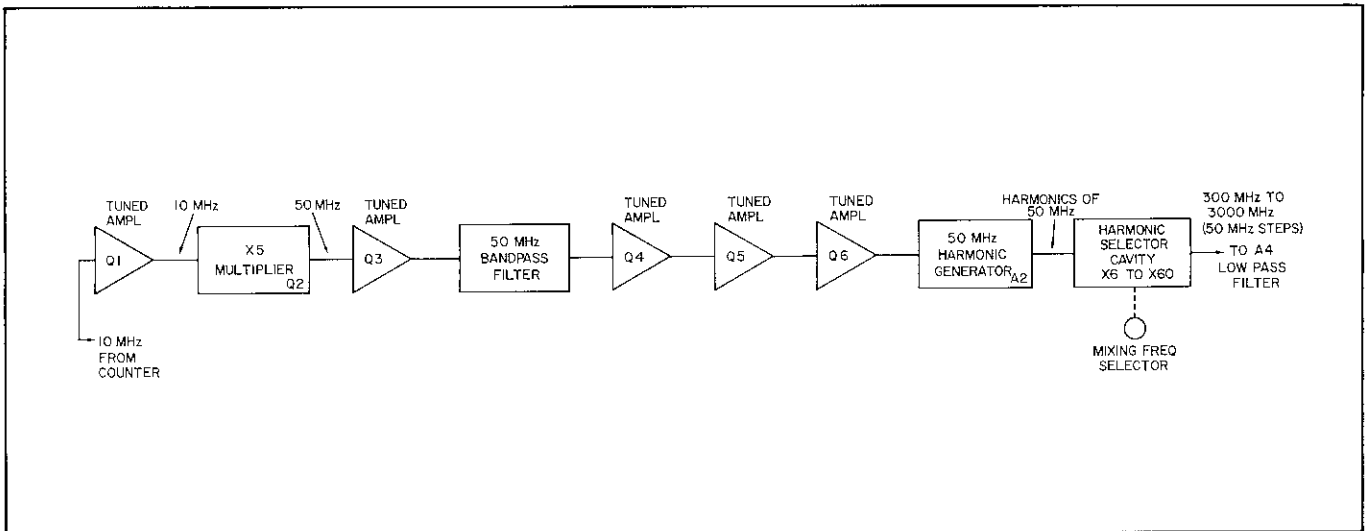 TUNED
AMPL
Q1
10 MHz
FROM
COUNTER
10 MHz
X5
MULTIPLIER
Q2
50 MHz
TUNED
AMPL
Q3
50 MHz
BANDPASS
FILTER
TUNED
AMPL
Q4
TUNED
AMPL
Q5
TUNED
AMPL
Q6
50 MHz
HARMONIC
GENERATOR
A2
HARMONICS OF
50 MHz
HARMONIC
SELECTOR
CAVITY
X6 TO X60
MIXING FREQ
SELECTOR
300 MHz TO
3000 MHz
(50 MHz STEPS)
TO A4
LOW PASS
FILTER